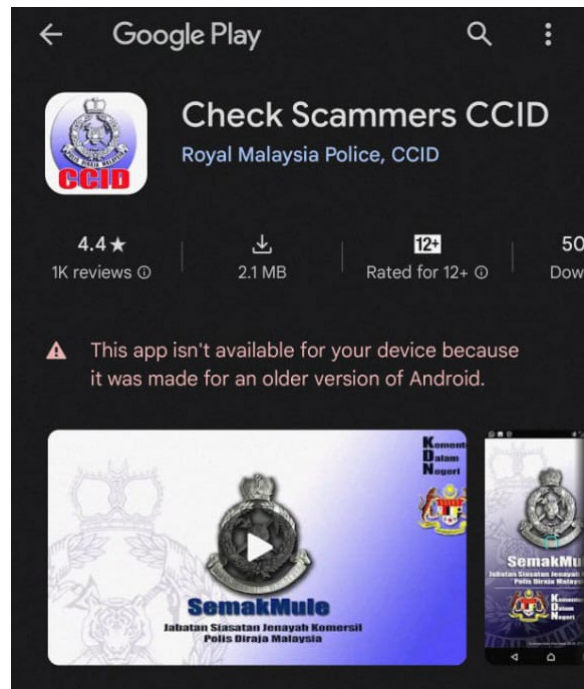 Google Play
Check Scammers CCID
Royal Malaysia Police, CCID
CCID
4.4★
1K reviews
2.1 MB
12+
Rated for 12+
50
Dow
This app isn't available for your device because
it was made for an older version of Android.
Kement
Dalam
Negeri
SemakMule
Jabatan Siasatan Jenayah Komersil
Polis Diraja Malaysia
SemakMu